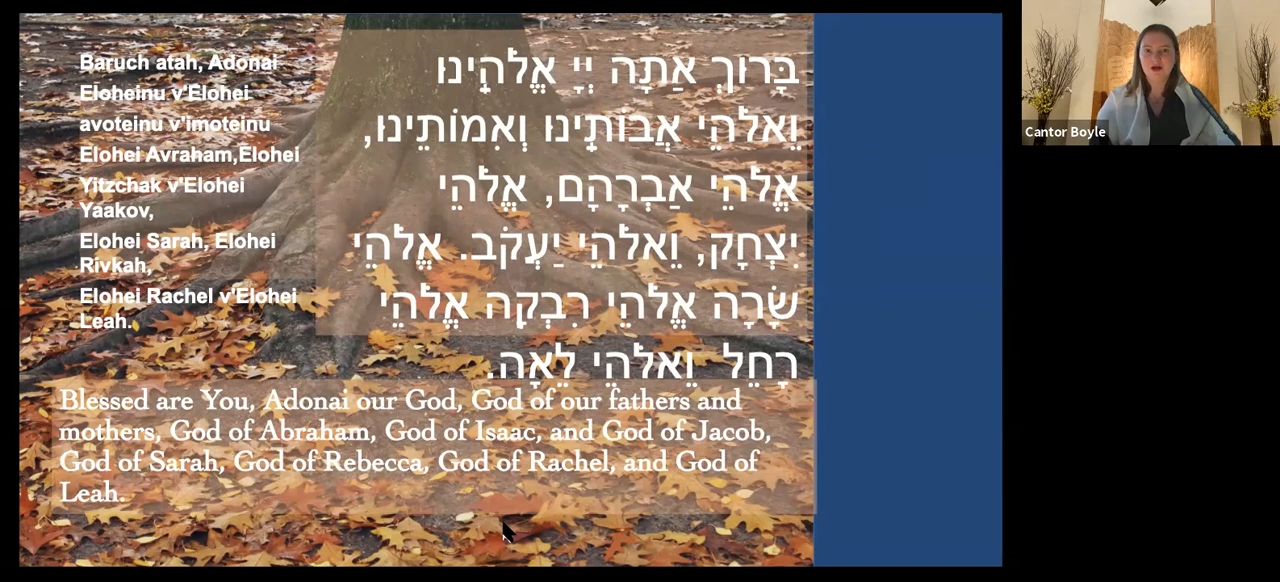 Baruch atah, Adonai
Eloheinu v'Elohei
avoteinu v'imoteinu
Elohei Avraham,Elohei
Yitzchak v'Elohei
Yaakov,
Elohei Sarah, Elohei
Rivkah,
Elohei Rachel v'Elohei
Leah.
בָּרוּךְ אַתָּה יְיָ אֱלֹהֵֽינוּ
וֵאלֹהֵי אֲבוֹתֵֽינוּ וְאִמוֹתֵינוּ,
אֱלֹהֵי אַבְרָהָם, אֱלֹהֵי
יִצְחָק, וֵאלֹהֵי יַעֲקֹב. אֱלֹהֵי
שָׂרָה אֱלֹהֵי רִבְקָה אֱלֹהֵי
רָחֵל וֵאלֹהֵי לֵאָה.
Blessed are You, Adonai our God, God of our fathers and
mothers, God of Abraham, God of Isaac, and God of Jacob,
God of Sarah, God of Rebecca, God of Rachel, and God of
Leah.
Cantor Boyle